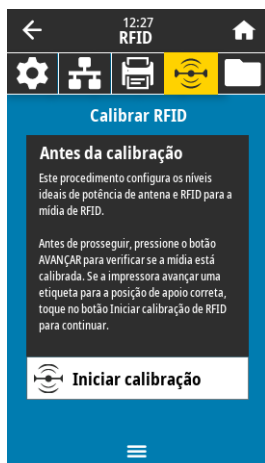 12:27
RFID
Calibrar RFID
Antes da calibração
Este procedimento configura os níveis
ideais de potência de antena e RFID para a
mídia de RFID.
Antes de prosseguir, pressione o botão
AVANÇAR para verificar se a mídia está
calibrada. Se a impressora avançar uma
etiqueta para a posição de apoio correta,
toque no botão Iniciar calibração de RFID
para continuar.
Iniciar calibração